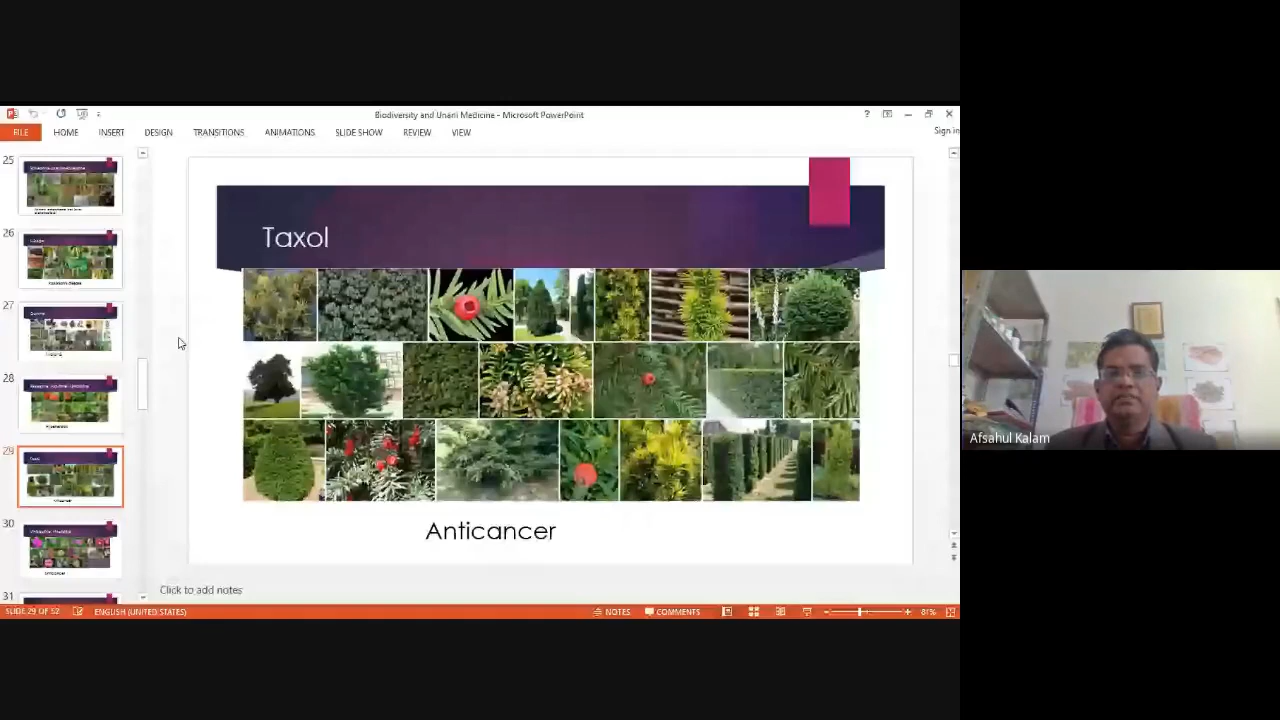 Biodiversity and Unani Medicine - Microsoft PowerPoint
Sign in
FILE HOME INSERT DESIGN TRANSITIONS ANIMATIONS SLIDE SHOW REVIEW VIEW
25
26
27
28
29
30
31
Taxol
Anticancer
Click to add notes
SLIDE 29 OF 52 ENGLISH (UNITED STATES) NOTES COMMENTS 81%
Afsahul Kalam